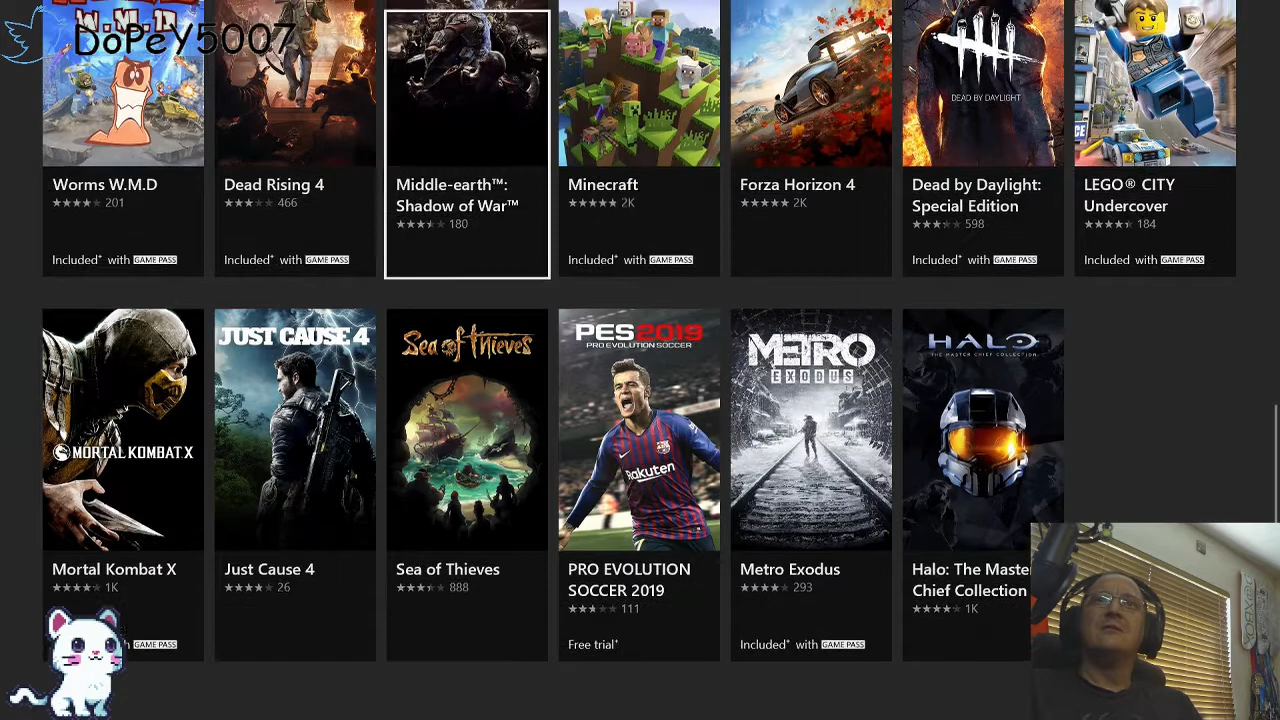 W.M.D
DoPeY5007
DEAD BY DAYLIGHT
Worms W.M.D
201
Included* with GAME PASS
Dead Rising 4
466
Included* with GAME PASS
Middle-earth™:
Shadow of War™
180
Minecraft
2K
Included* with GAME PASS
Forza Horizon 4
2K
Dead by Daylight:
Special Edition
598
Included* with GAME PASS
LEGO® CITY
Undercover
184
Included with GAME PASS
MORTAL KOMBAT X
JUST CAUSE 4
Sea of Thieves
PES 2019
PRO EVOLUTION SOCCER
Rakuten
METRO
EXODUS
HALO
THE MASTER CHIEF COLLECTION
Mortal Kombat X
1K
GAME PASS
Just Cause 4
26
Sea of Thieves
888
PRO EVOLUTION
SOCCER 2019
111
Free trial*
Metro Exodus
293
Included* with GAME PASS
Halo: The Master
Chief Collection
1K
XBOX